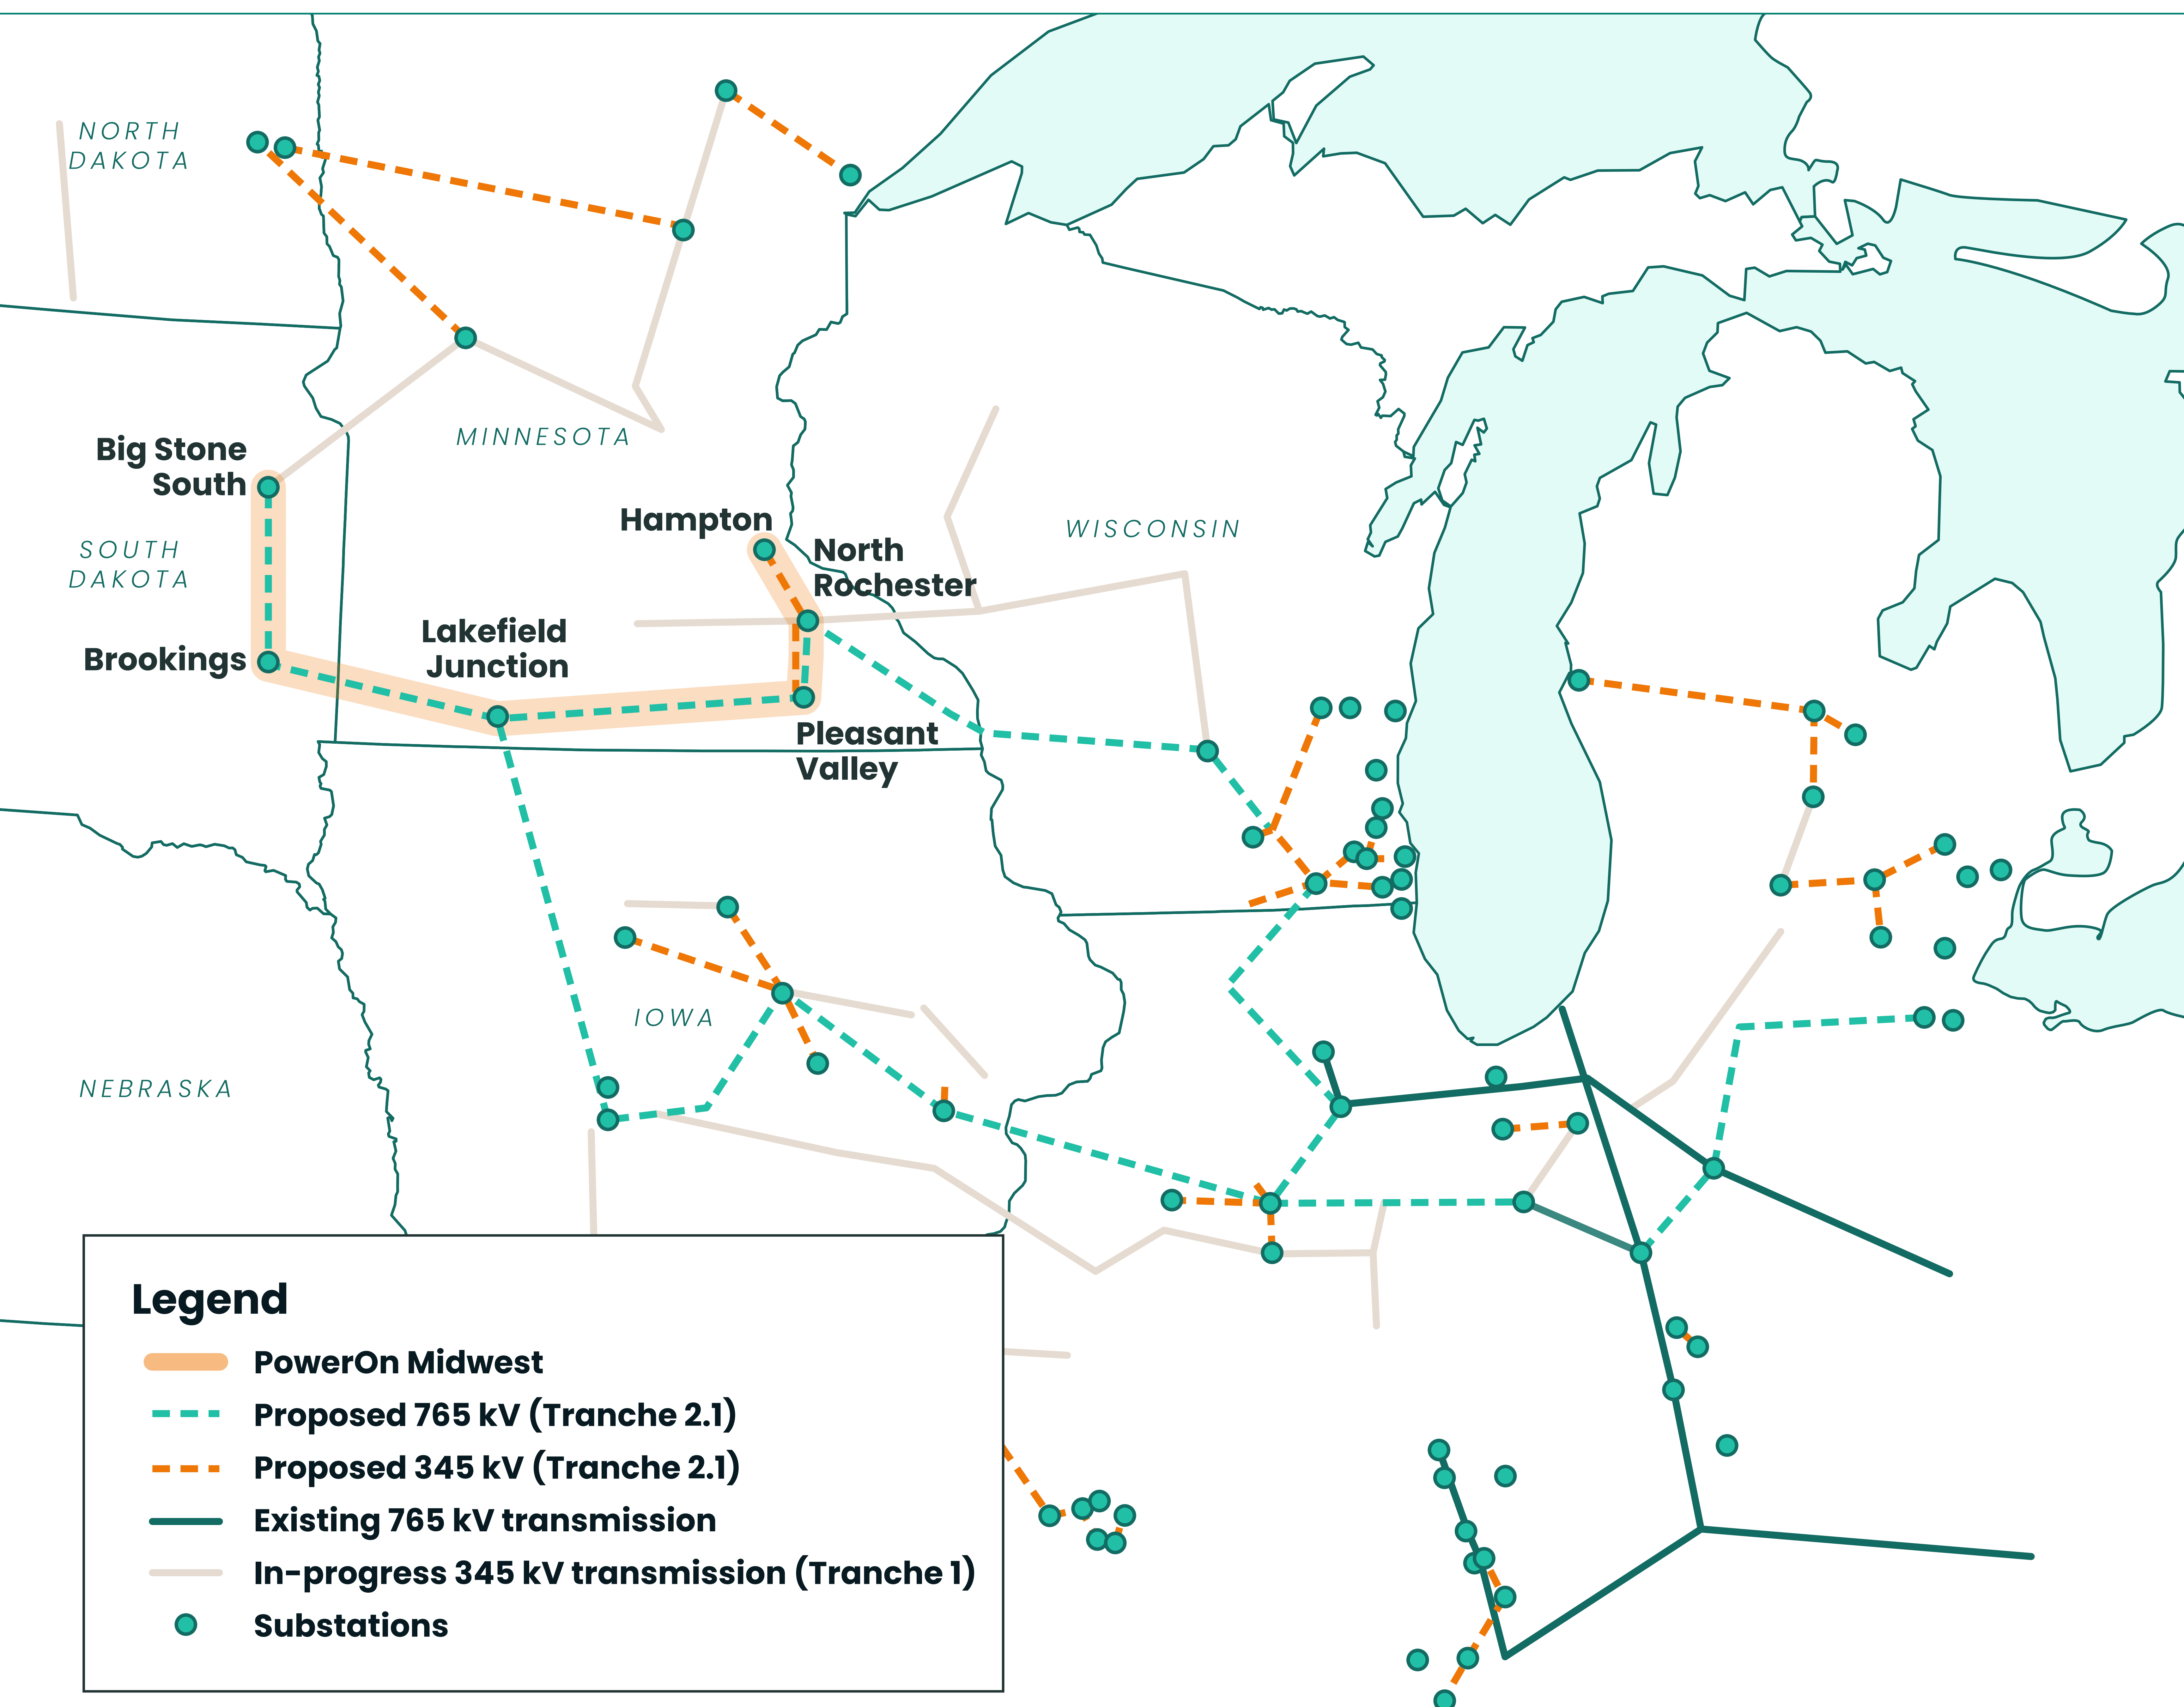 NORTH
DAKOTA
MINNESOTA
Big Stone
South
Hampton
North
Rochester
WISCONSIN
SOUTH
DAKOTA
Lakefield
Junction
Brookings
Pleasant
Valley
IOWA
NEBRASKA
Legend
PowerOn Midwest
Proposed 765 kV (Tranche 2.1)
Proposed 345 kV (Tranche 2.1)
Existing 765 kV transmission
In-progress 345 kV transmission (Tranche 1)
Substations